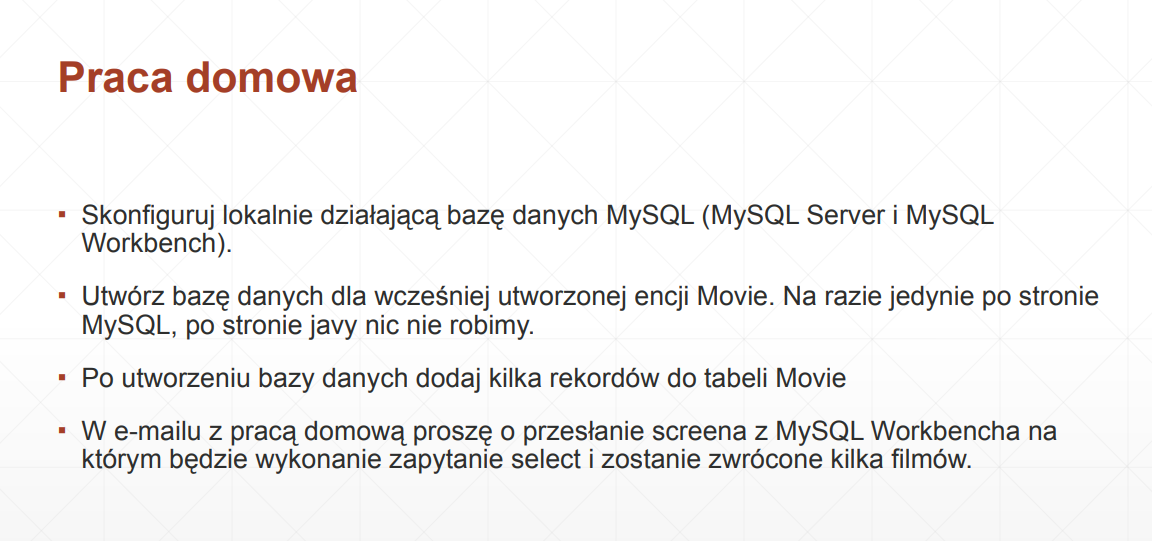 Praca domowa
▪ Skonfiguruj lokalnie działającą bazę danych MySQL (MySQL Server i MySQL
Workbench).
▪ Utwórz bazę danych dla wcześniej utworzonej encji Movie. Na razie jedynie po stronie
MySQL, po stronie javy nic nie robimy.
▪ Po utworzeniu bazy danych dodaj kilka rekordów do tabeli Movie
▪ W e-mailu z pracą domową proszę o przesłanie screena z MySQL Workbencha na
którym będzie wykonanie zapytanie select i zostanie zwrócone kilka filmów.